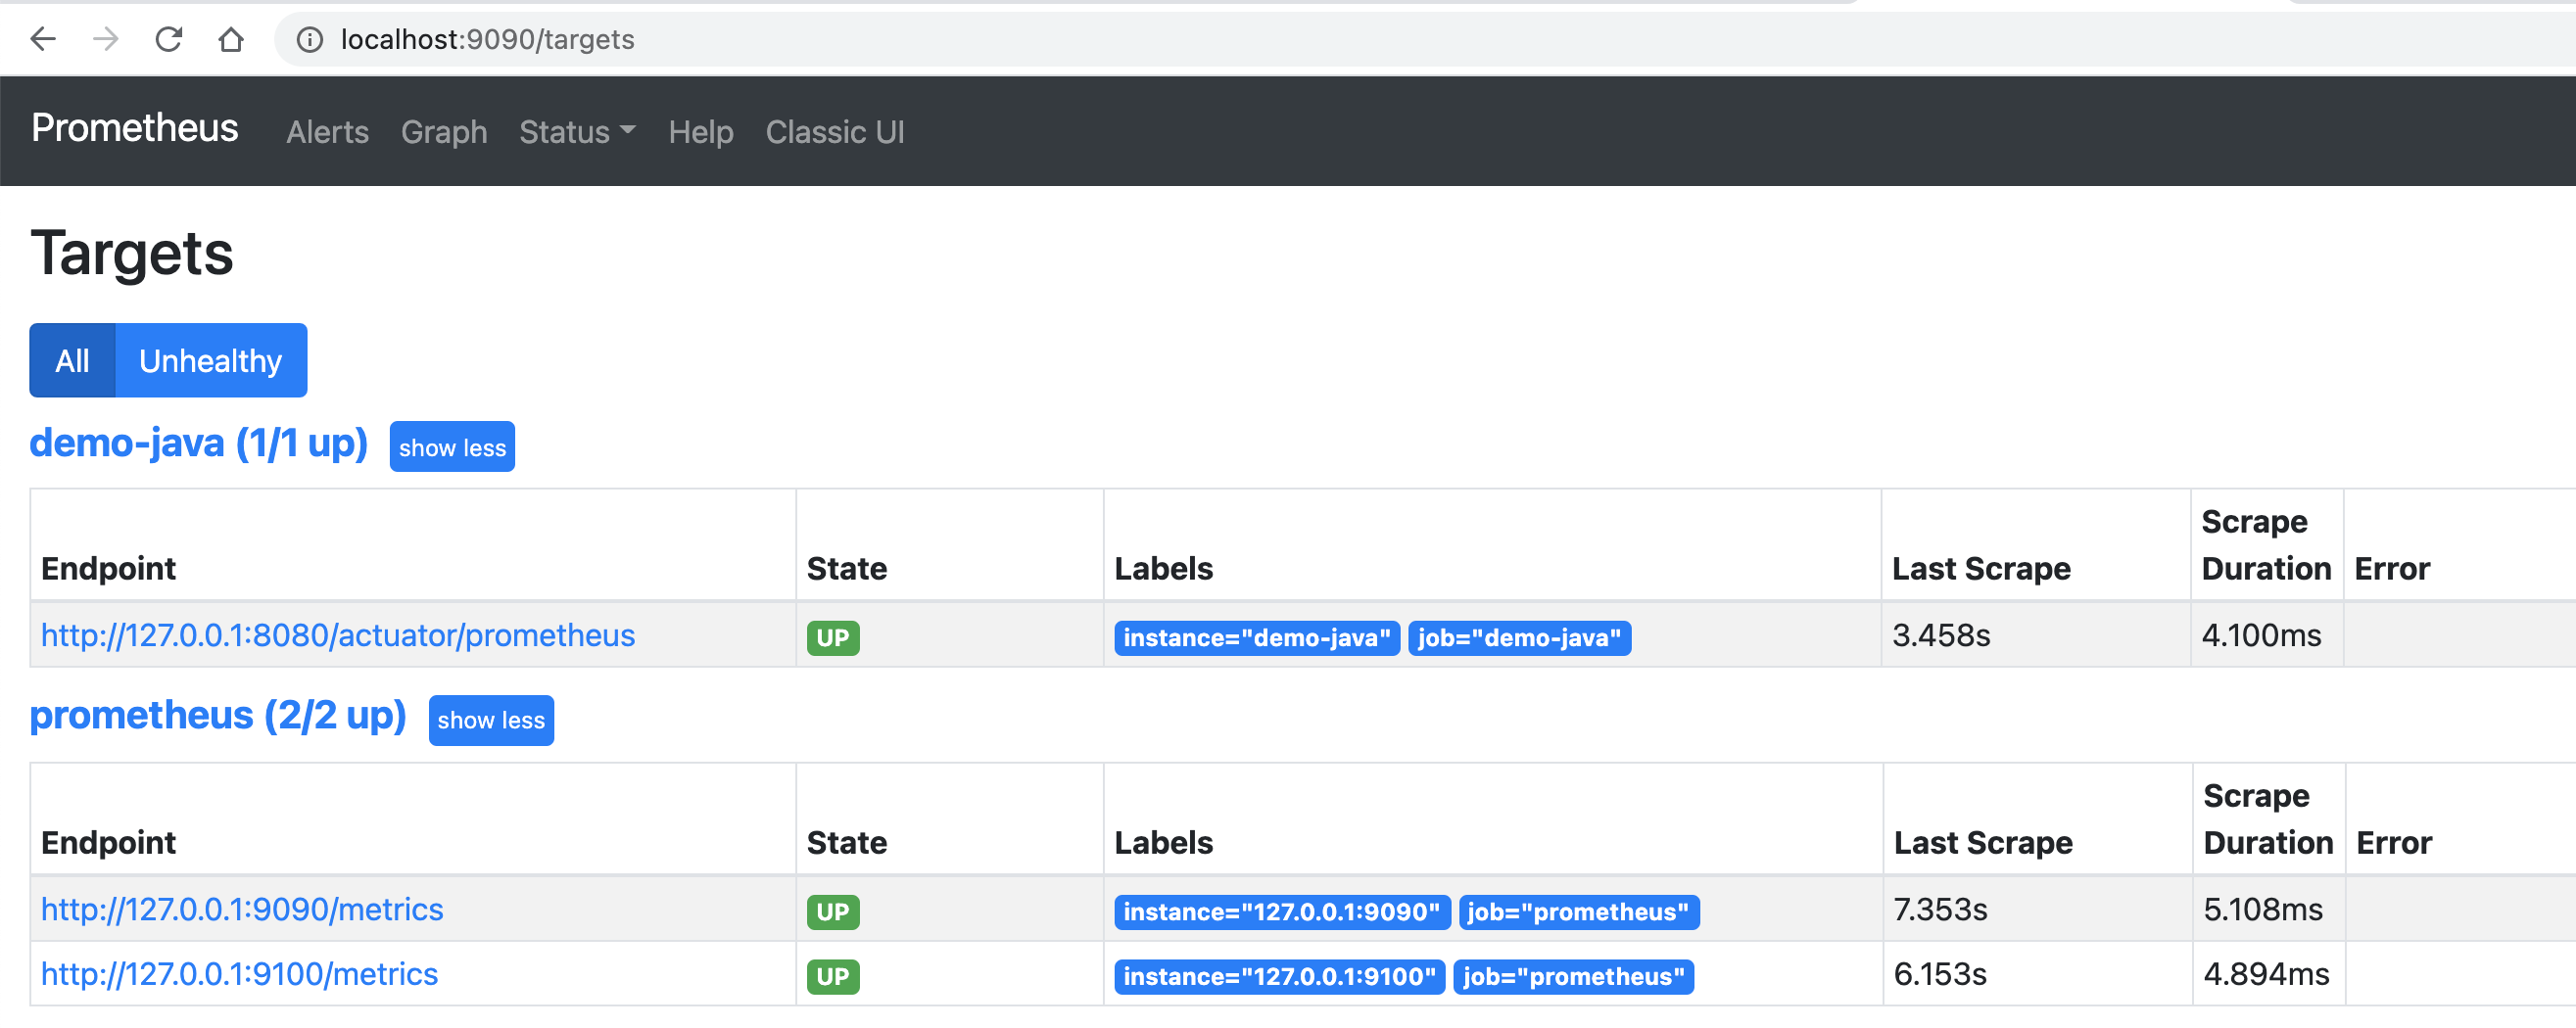 localhost:9090/targets
Prometheus Alerts Graph Status Help Classic UI
Targets
All Unhealthy
demo-java (1/1 up) show less
Endpoint State Labels Last Scrape Scrape Duration Error
http://127.0.0.1:8080/actuator/prometheus UP instance="demo-java" job="demo-java" 3.458s 4.100ms
prometheus (2/2 up) show less
Endpoint State Labels Last Scrape Scrape Duration Error
http://127.0.0.1:9090/metrics UP instance="127.0.0.1:9090" job="prometheus" 7.353s 5.108ms
http://127.0.0.1:9100/metrics UP instance="127.0.0.1:9100" job="prometheus" 6.153s 4.894ms